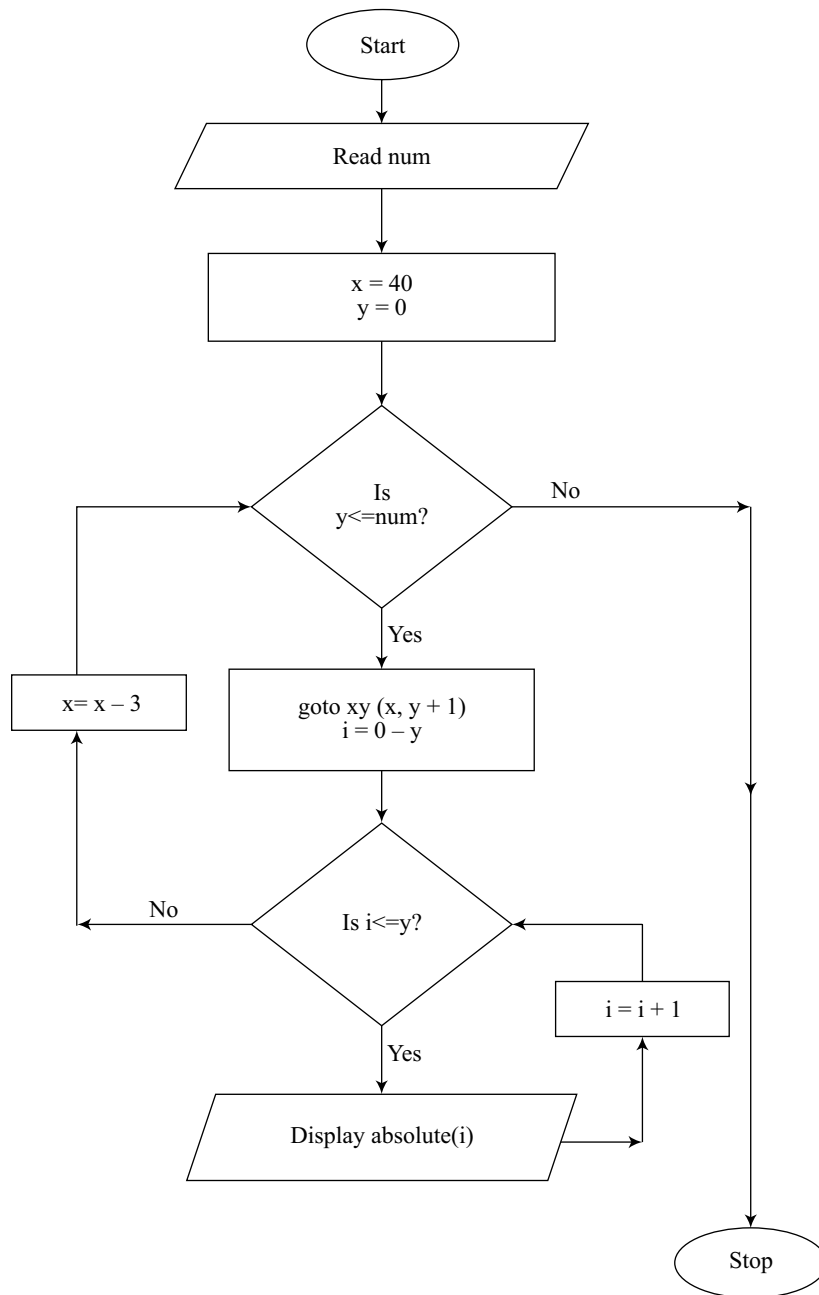 Start
Read num
x = 40
y = 0
Is
y<=num?
No
Yes
x= x – 3
goto xy (x, y + 1)
i = 0 – y
Is i<=y?
No
i = i + 1
Yes
Display absolute(i)
Stop